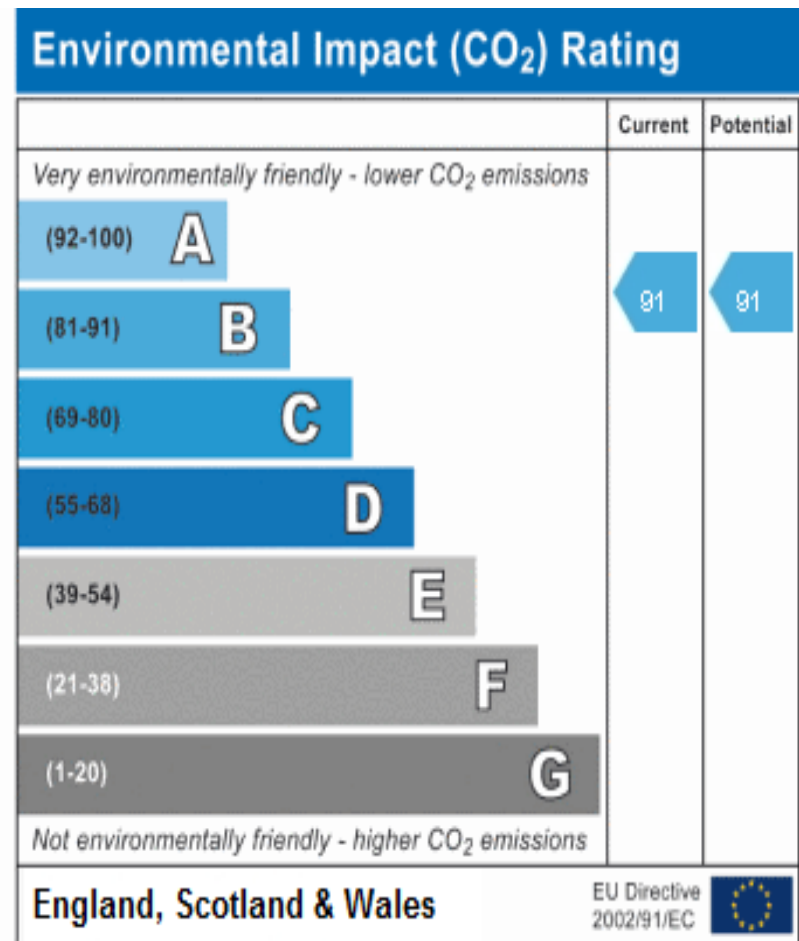 Environmental Impact (CO₂) Rating
Current Potential
Very environmentally friendly - lower CO₂ emissions
(92-100) A
(81-91) B
91 91
(69-80) C
(55-68) D
(39-54) E
(21-38) F
(1-20) G
Not environmentally friendly - higher CO₂ emissions
England, Scotland & Wales
EU Directive
2002/91/EC